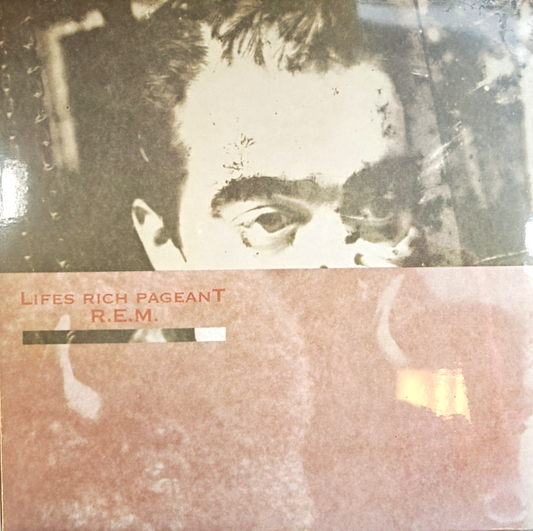 LIFES RICH PAGEANT
R.E.M.